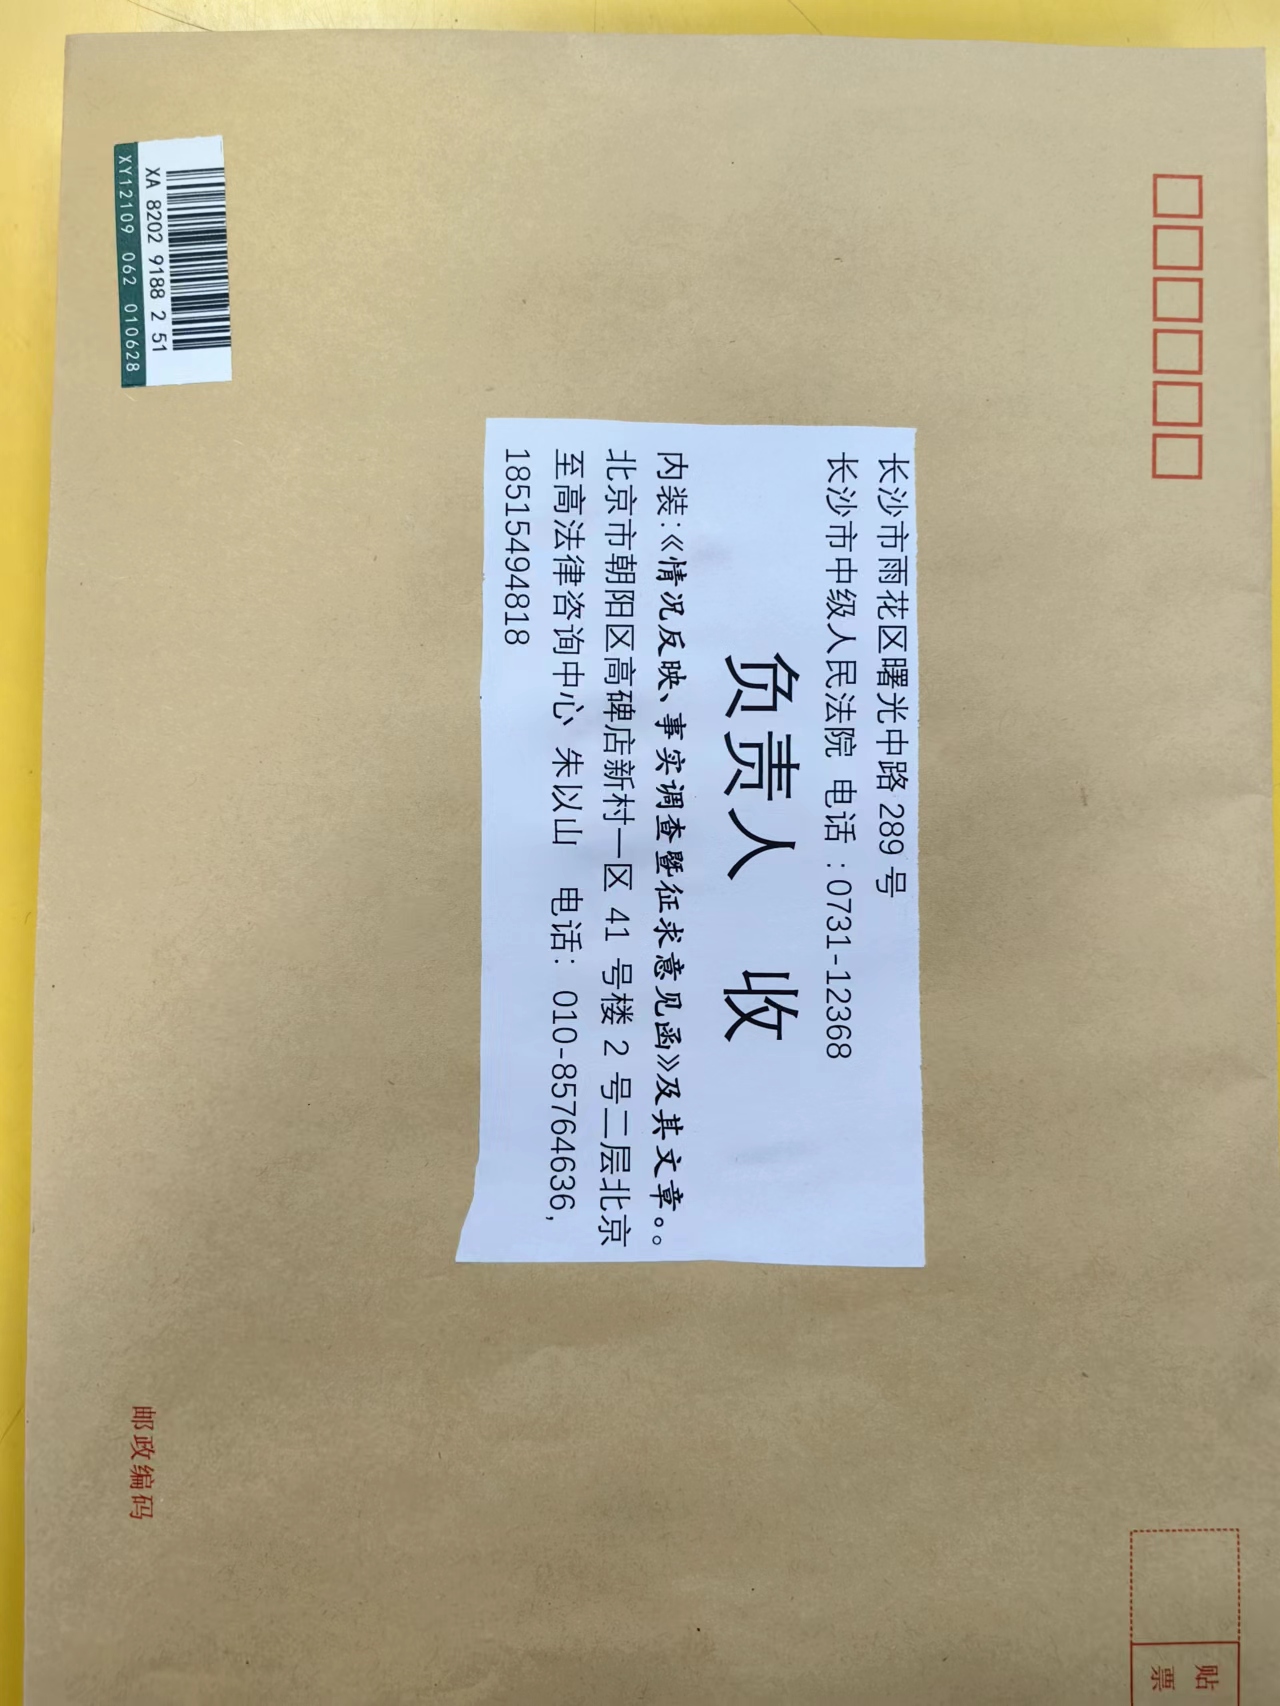 长沙市雨花区曙光中路 289 号
长沙市中级人民法院 电话 :0731-12368
负责人 收
内装:《情况反映、事实调查暨征求意见函》及其文章。。
北京市朝阳区高碑店新村一区 41 号楼 2 号二层北京
至高法律咨询中心 朱以山 电话: 010-85764636,
18515494818
XA 8202 9188 2 51
XY12109 062 010628
贴
票
邮政编码